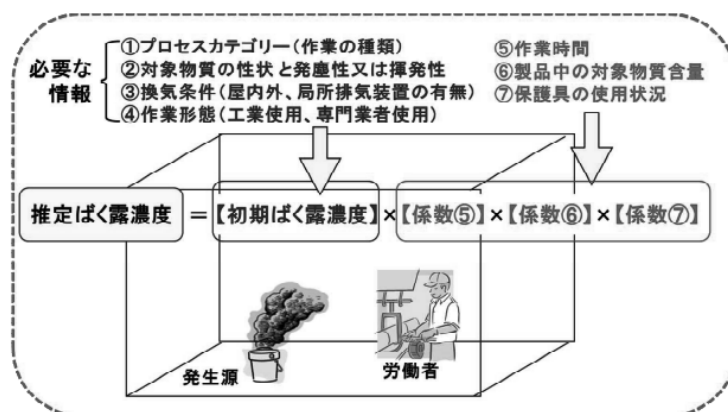 必要な情報
①プロセスカテゴリー(作業の種類)
②対象物質の性状と発塵性又は揮発性
③換気条件(屋内外、局所排気装置の有無)
④作業形態(工業使用、専門業者使用)
⑤作業時間
⑥製品中の対象物質含量
⑦保護具の使用状況
推定ばく露濃度 = 【初期ばく露濃度】×【係数⑤】×【係数⑥】×【係数⑦】
発生源
労働者